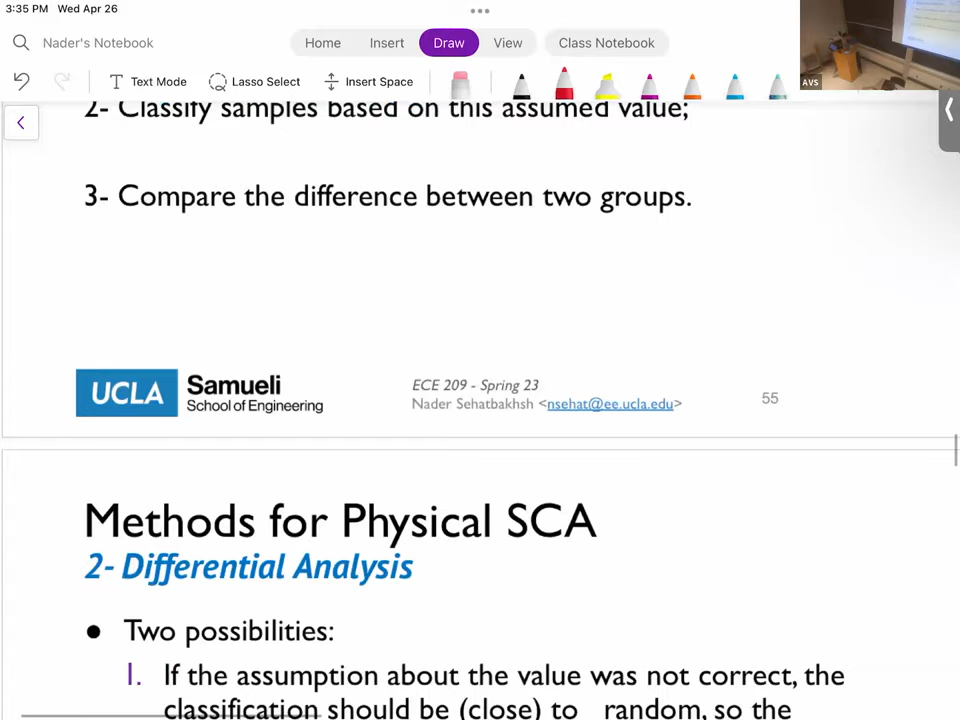 3:35 PM Wed Apr 26
Nader's Notebook
Home Insert Draw View Class Notebook
Text Mode Lasso Select Insert Space
AVS
2- Classify samples based on this assumed value;
3- Compare the difference between two groups.
UCLA Samueli School of Engineering
ECE 209 - Spring 23
Nader Sehatbakhsh <nsehat@ee.ucla.edu>
55
Methods for Physical SCA
2- Differential Analysis
● Two possibilities:
1. If the assumption about the value was not correct, the
classification should be (close) to random, so the